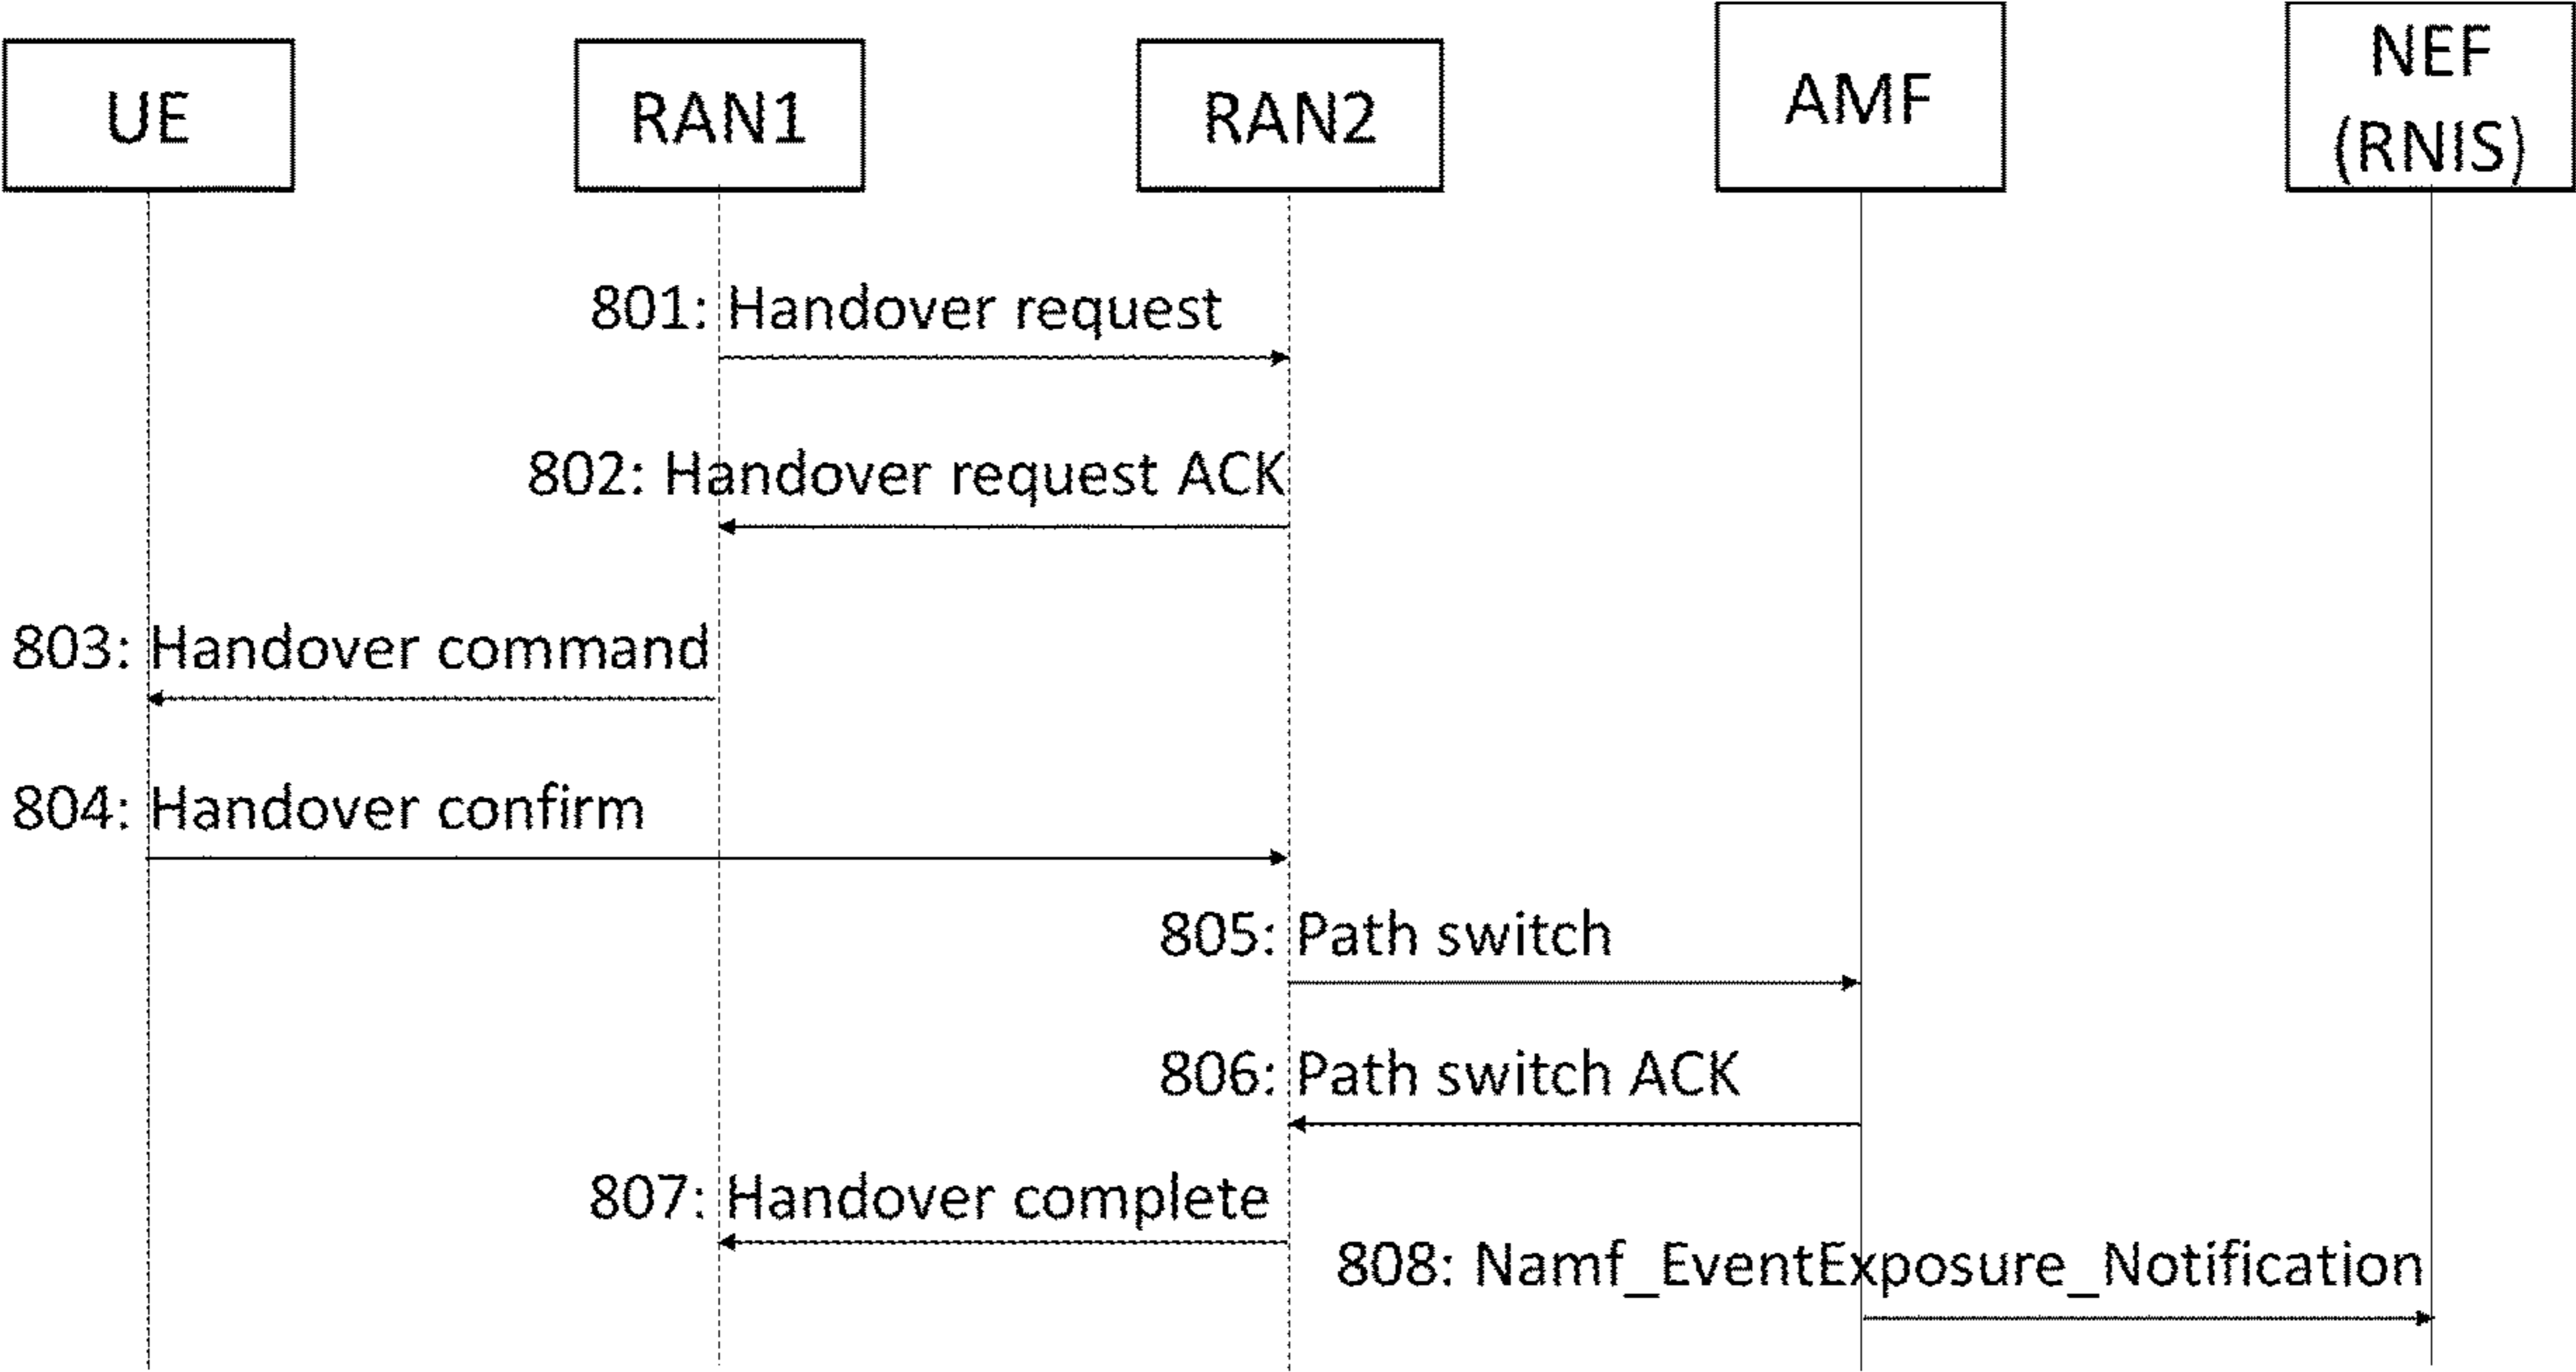 UE
RAN1
RAN2
AMF
NEF
(RNIS)
801: Handover request
802: Handover request ACK
803: Handover command
804: Handover confirm
805: Path switch
806: Path switch ACK
807: Handover complete
808: Namf_EventExposure_Notification